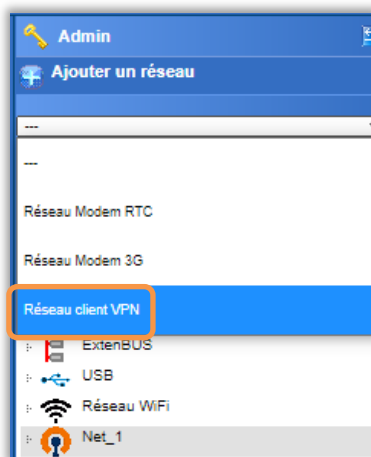 Admin
Ajouter un réseau
---
---
Réseau Modem RTC
Réseau Modem 3G
Réseau client VPN
ExtenBUS
USB
Réseau WiFi
Net_1